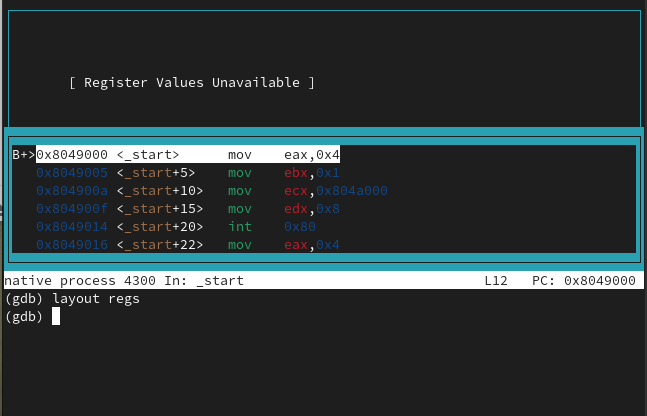 [ Register Values Unavailable ]
B+>0x8049000 <_start> mov eax,0x4
0x8049005 <_start+5> mov ebx,0x1
0x804900a <_start+10> mov ecx,0x804a000
0x804900f <_start+15> mov edx,0x8
0x8049014 <_start+20> int 0x80
0x8049016 <_start+22> mov eax,0x4
native process 4300 In: _start L12 PC: 0x8049000
(gdb) layout regs
(gdb)